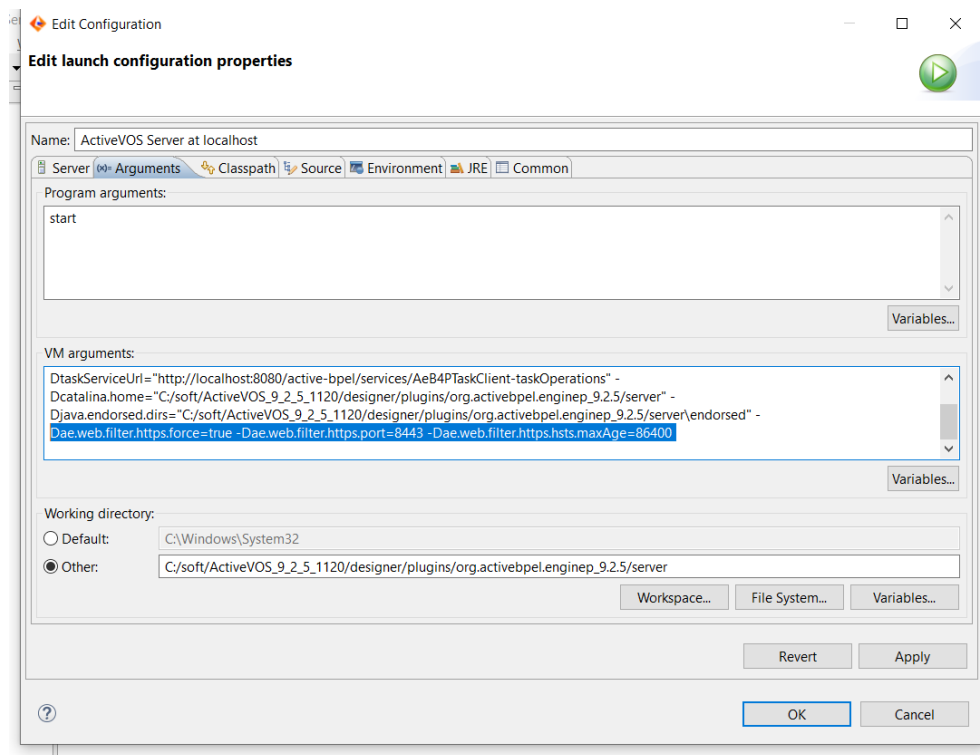 Edit Configuration
Edit launch configuration properties
Name: ActiveVOS Server at localhost
Server (x)= Arguments Classpath Source Environment JRE Common
Program arguments:
start
Variables...
VM arguments:
DtaskServiceUrl="http://localhost:8080/active-bpel/services/AeB4PTaskClient-taskOperations" -
Dcatalina.home="C:/soft/ActiveVOS_9_2_5_1120/designer/plugins/org.activebpel.enginep_9.2.5/server" -
Djava.endorsed.dirs="C:/soft/ActiveVOS_9_2_5_1120/designer/plugins/org.activebpel.enginep_9.2.5/server\endorsed" -
Dae.web.filter.https.force=true -Dae.web.filter.https.port=8443 -Dae.web.filter.https.hsts.maxAge=86400
Variables...
Working directory:
Default: C:\Windows\System32
Other: C:/soft/ActiveVOS_9_2_5_1120/designer/plugins/org.activebpel.enginep_9.2.5/server
Workspace... File System... Variables...
Revert Apply
? OK Cancel